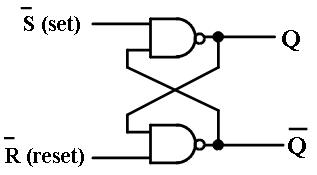 S̅ (set)
Q
R̅ (reset)
Q̅